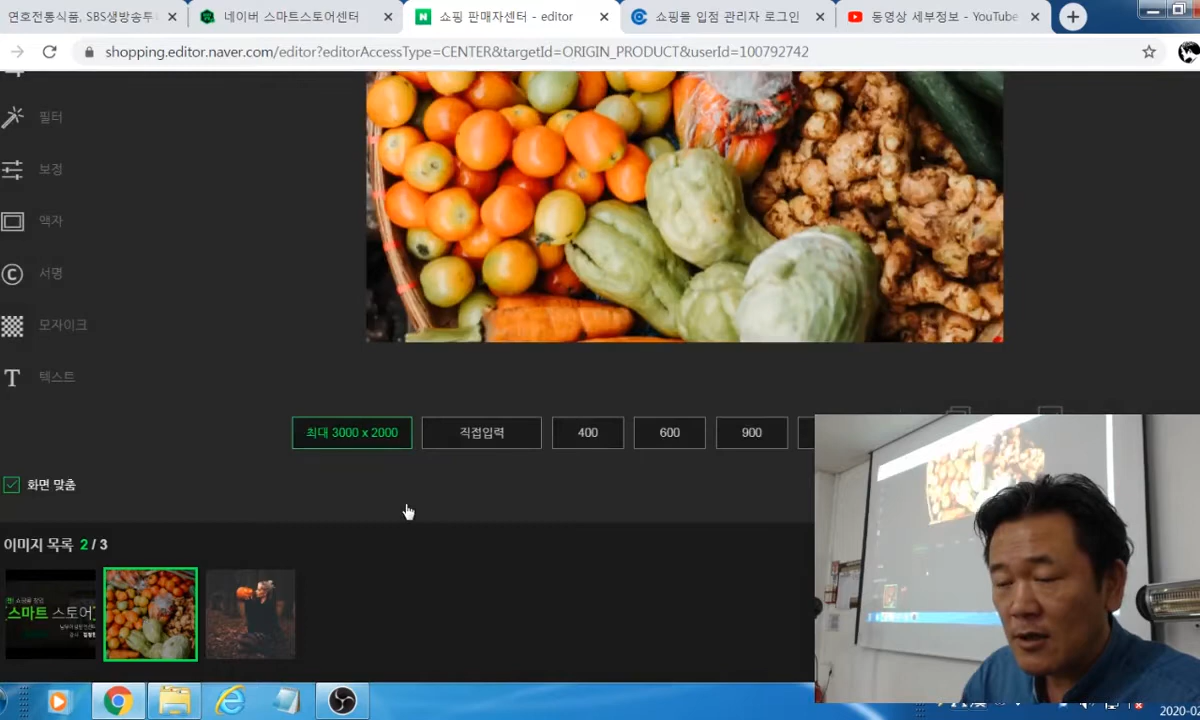 연호전통식품, SBS생방송투
네이버 스마트스토어센터
쇼핑 판매자센터 - editor
쇼핑몰 입점 관리자 로그인
동영상 세부정보 - YouTube
shopping.editor.naver.com/editor?editorAccessType=CENTER&targetId=ORIGIN_PRODUCT&userId=100792742
필터
보정
액자
서명
모자이크
텍스트
최대 3000 x 2000
직접입력
400
600
900
화면 맞춤
이미지 목록 2 / 3
스마트 스토어
2020-02